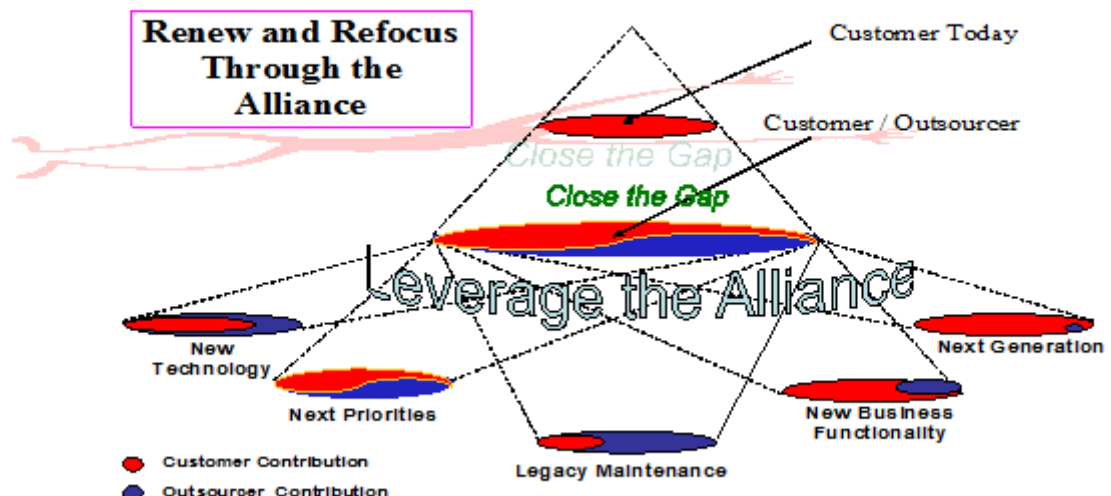 Renew and Refocus
Through the
Alliance
Customer Today
Customer / Outsourcer
Close the Gap
Close the Gap
Leverage the Alliance
New
Technology
Next Priorities
Legacy Maintenance
New Business
Functionality
Next Generation
Customer Contribution
Outsourcer Contribution